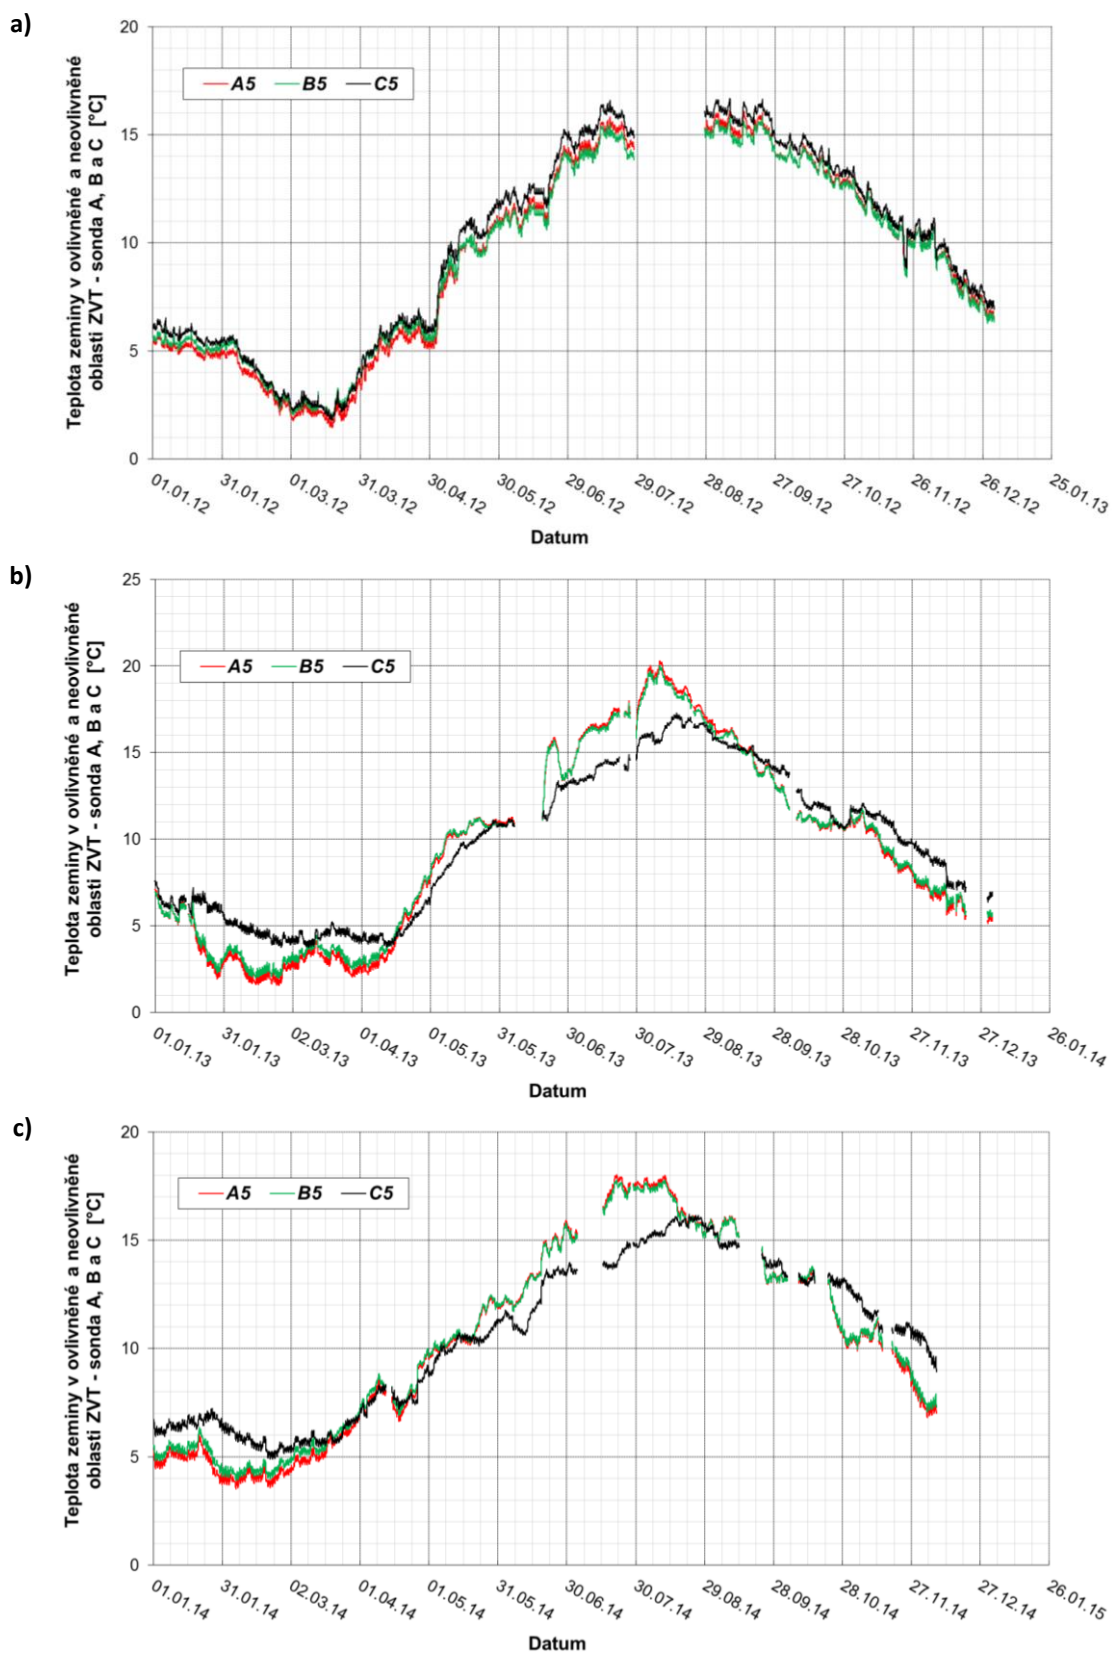 a)
Teplota zeminy v ovlivněné a neovlivněné
oblasti ZVT - sonda A, B a C [°C]
20
15
10
5
0
A5 B5 C5
01.01.12 31.01.12 01.03.12 31.03.12 30.04.12 30.05.12 29.06.12 29.07.12 28.08.12 27.09.12 27.10.12 26.11.12 26.12.12 25.01.13
Datum
b)
Teplota zeminy v ovlivněné a neovlivněné
oblasti ZVT - sonda A, B a C [°C]
25
20
15
10
5
0
A5 B5 C5
01.01.13 31.01.13 02.03.13 01.04.13 01.05.13 31.05.13 30.06.13 30.07.13 29.08.13 28.09.13 28.10.13 27.11.13 27.12.13 26.01.14
Datum
c)
Teplota zeminy v ovlivněné a neovlivněné
oblasti ZVT - sonda A, B a C [°C]
20
15
10
5
0
A5 B5 C5
01.01.14 31.01.14 02.03.14 01.04.14 01.05.14 31.05.14 30.06.14 30.07.14 29.08.14 28.09.14 28.10.14 27.11.14 27.12.14 26.01.15
Datum